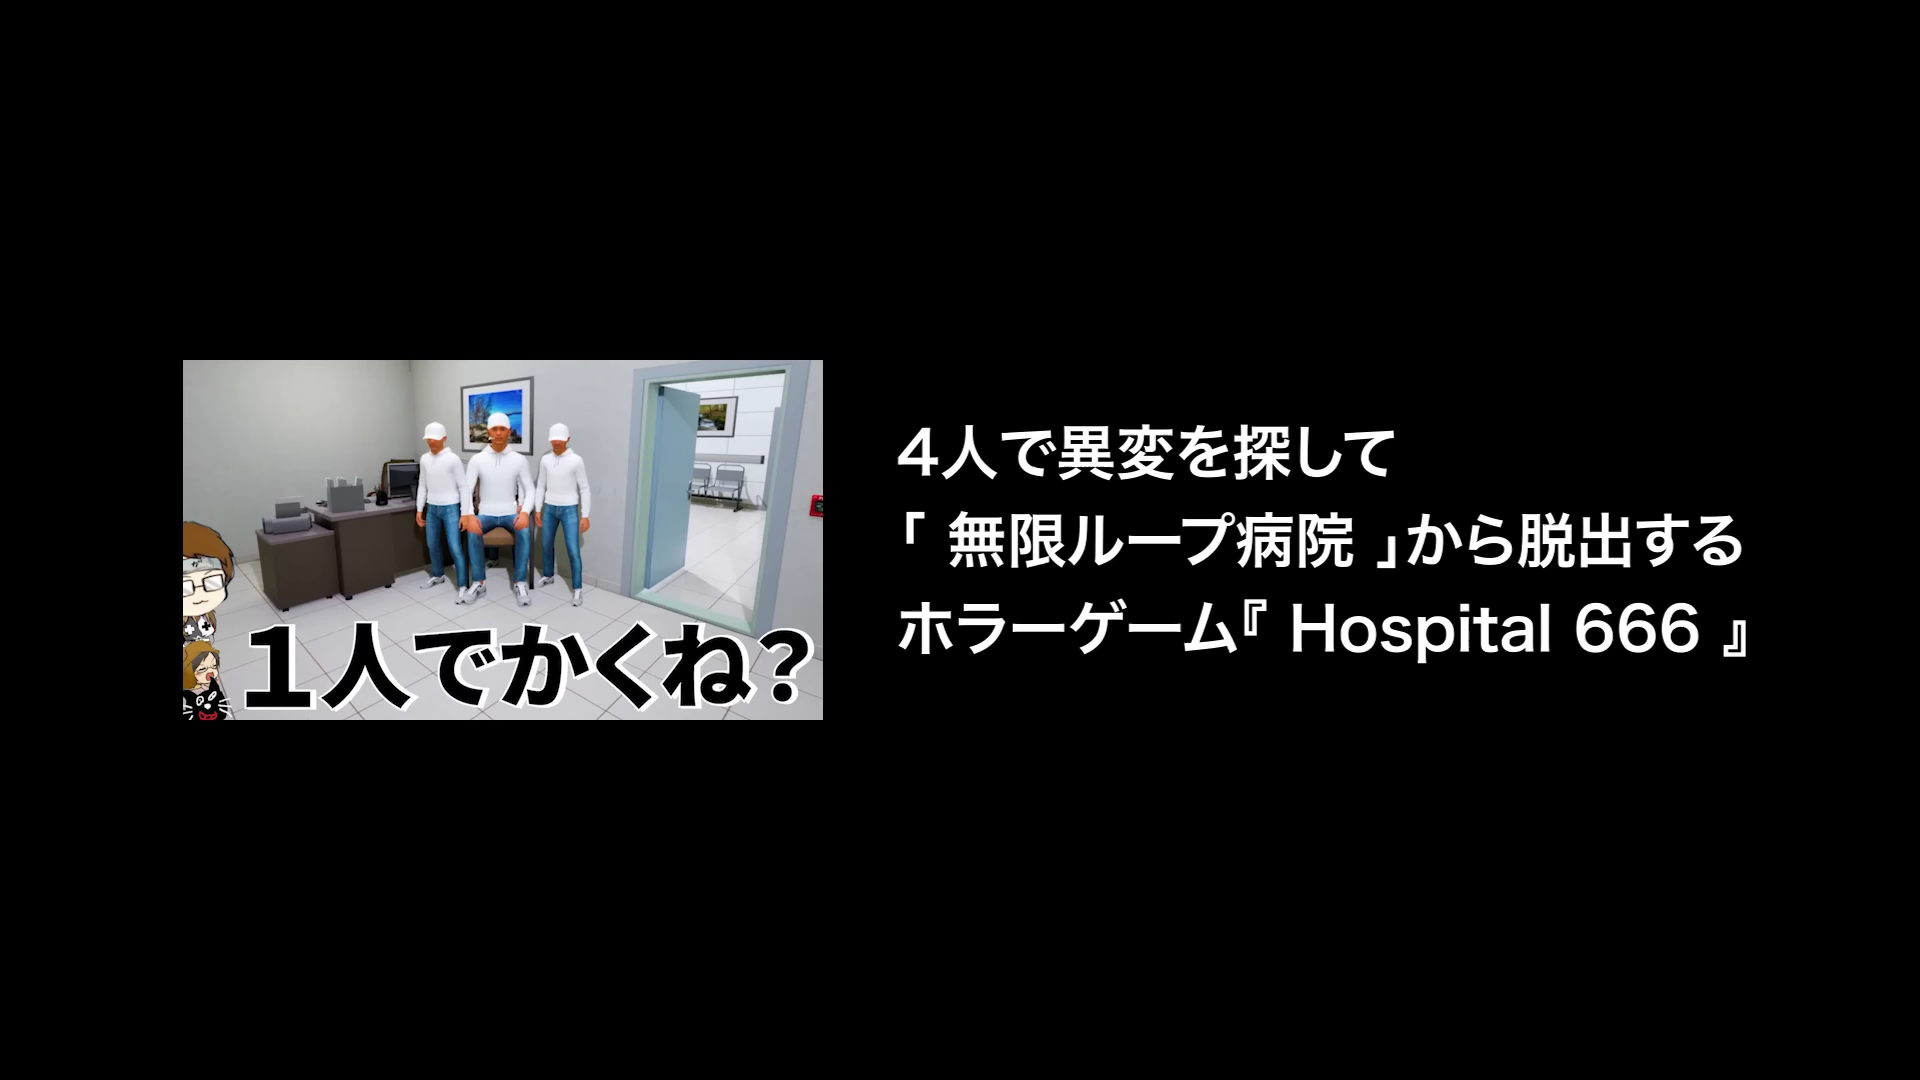 1人でかくね？
4人で異変を探して
「 無限ループ病院 」から脱出する
ホラーゲーム『 Hospital 666 』